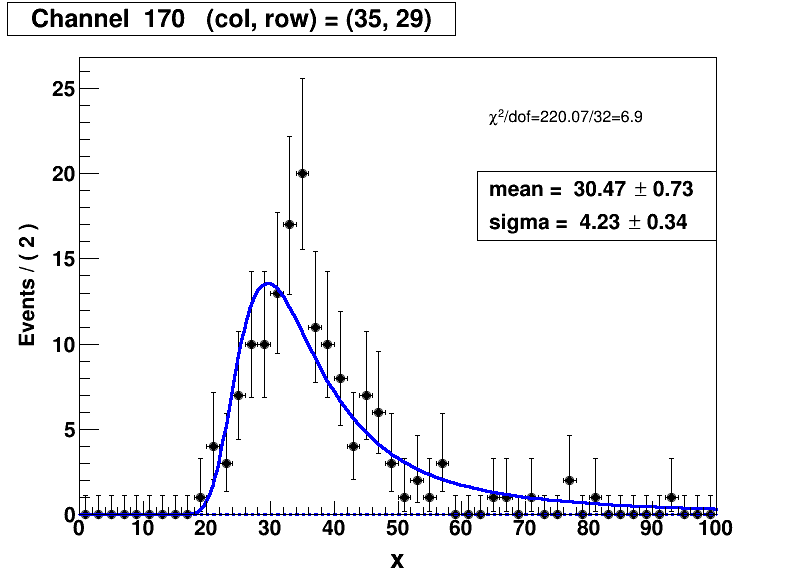 Channel 170 (col, row) = (35, 29)
χ²/dof=220.07/32=6.9
mean = 30.47 ± 0.73
sigma = 4.23 ± 0.34
Events / ( 2 )
25
20
15
10
5
0
0 10 20 30 40 50 60 70 80 90 100
x